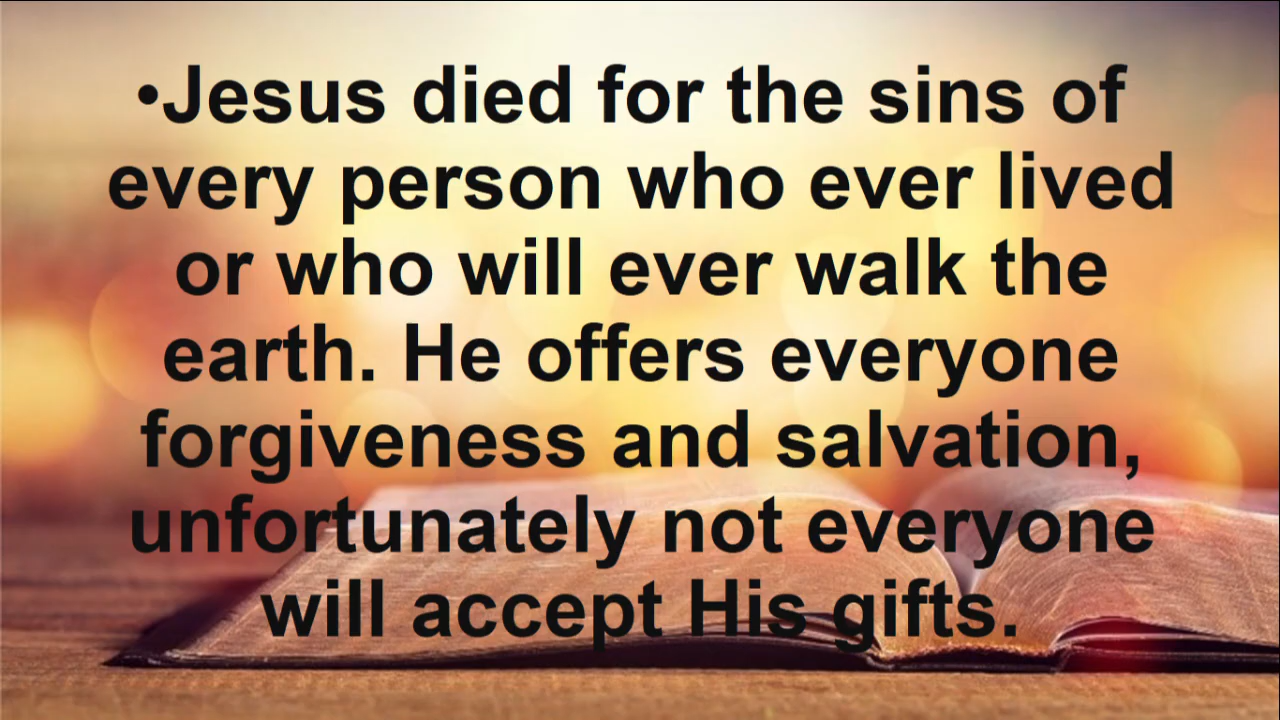 •Jesus died for the sins of
every person who ever lived
or who will ever walk the
earth. He offers everyone
forgiveness and salvation,
unfortunately not everyone
will accept His gifts.